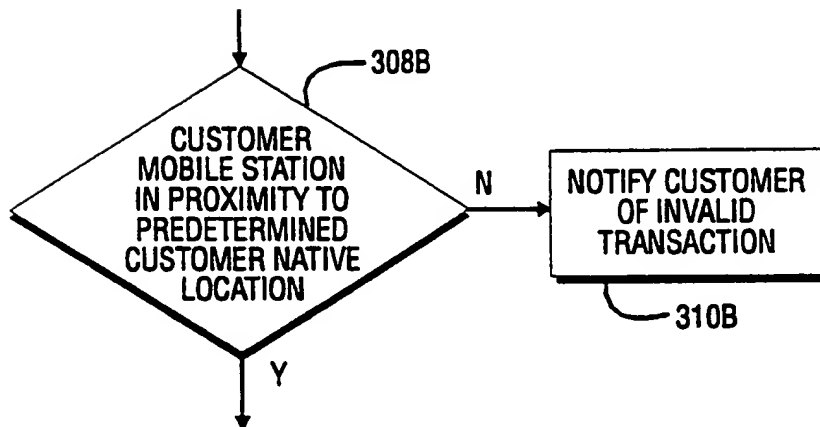 308B
CUSTOMER
MOBILE STATION
IN PROXIMITY TO
PREDETERMINED
CUSTOMER NATIVE
LOCATION
N
NOTIFY CUSTOMER
OF INVALID
TRANSACTION
310B
Y